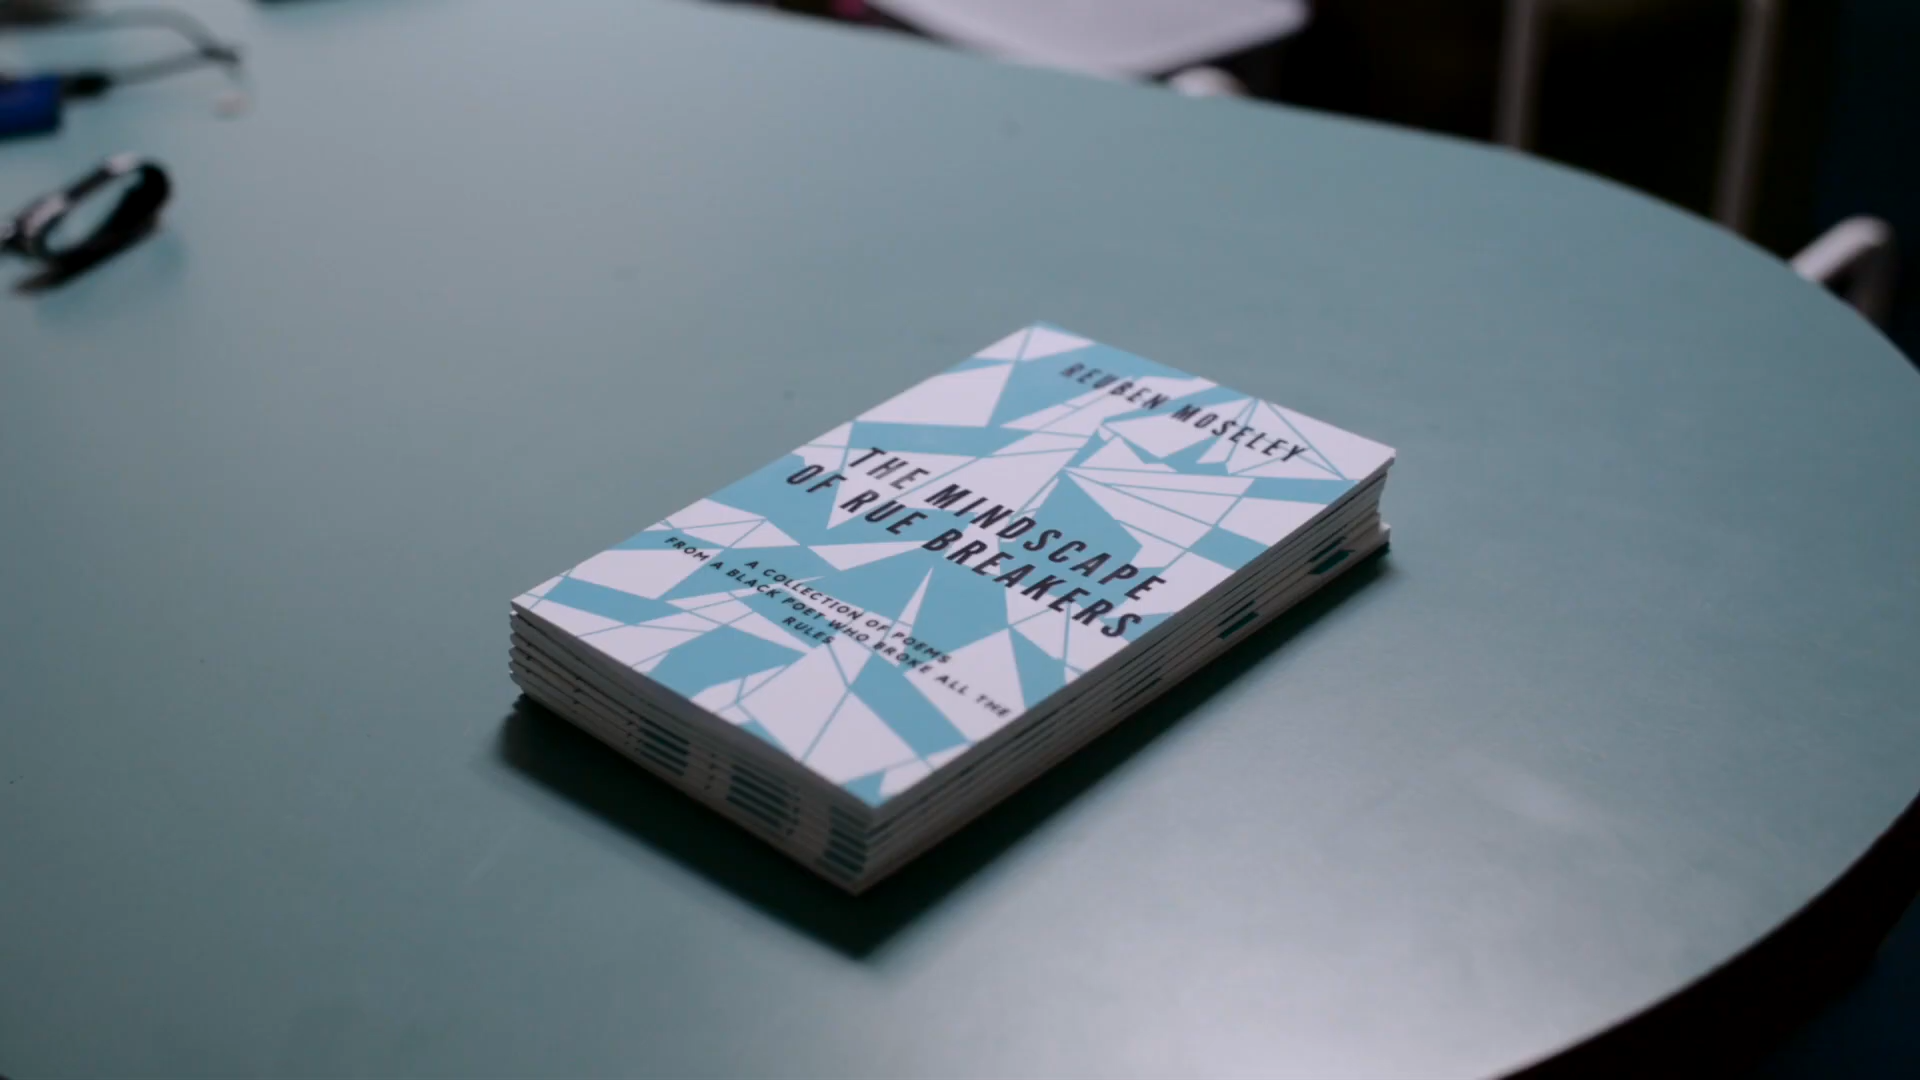 REUBEN MOSELEY
THE MINDSCAPE
OF RUE BREAKERS
A COLLECTION OF POEMS
FROM A BLACK POET WHO BROKE ALL THE
RULES